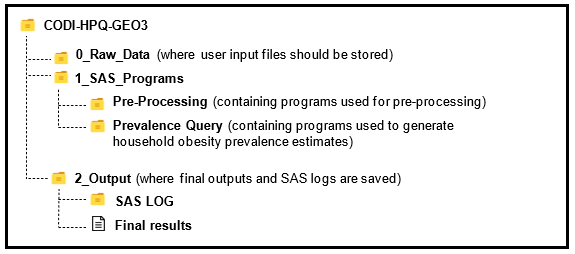 CODI-HPQ-GEO3
0_Raw_Data (where user input files should be stored)
1_SAS_Programs
Pre-Processing (containing programs used for pre-processing)
Prevalence Query (containing programs used to generate
household obesity prevalence estimates)
2_Output (where final outputs and SAS logs are saved)
SAS LOG
Final results